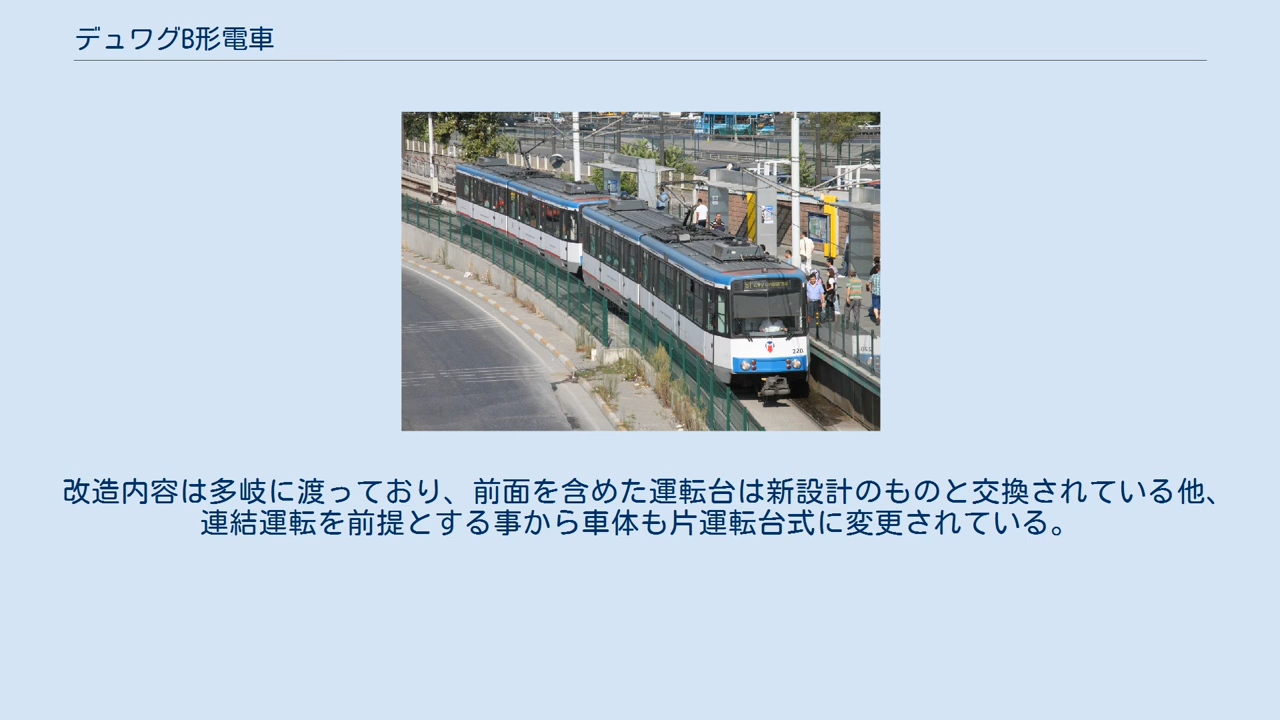 デュワグB形電車
220
改造内容は多岐に渡っており、前面を含めた運転台は新設計のものと交換されている他、
連結運転を前提とする事から車体も片運転台式に変更されている。